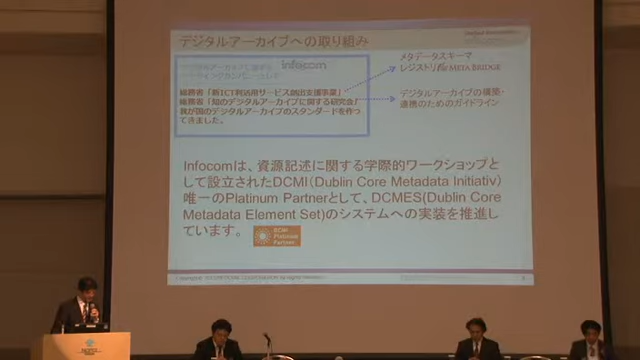 デジタルアーカイブへの取り組み
infocom
メタデータスキーマ
レジストリ META BRIDGE
総務省「新ICT利活用サービス創出支援事業」
総務省「知のデジタルアーカイブに関する研究会」
我が国のデジタルアーカイブのスタンダードを作っ
てきました。
デジタルアーカイブの構築・
連携のためのガイドライン
Infocomは、資源記述に関する学際的ワークショップと
して設立されたDCMI（Dublin Core Metadata Initiativ）
唯一のPlatinum Partnerとして、DCMES(Dublin Core
Metadata Element Set)のシステムへの実装を推進し
ています。
Platinum
Partner